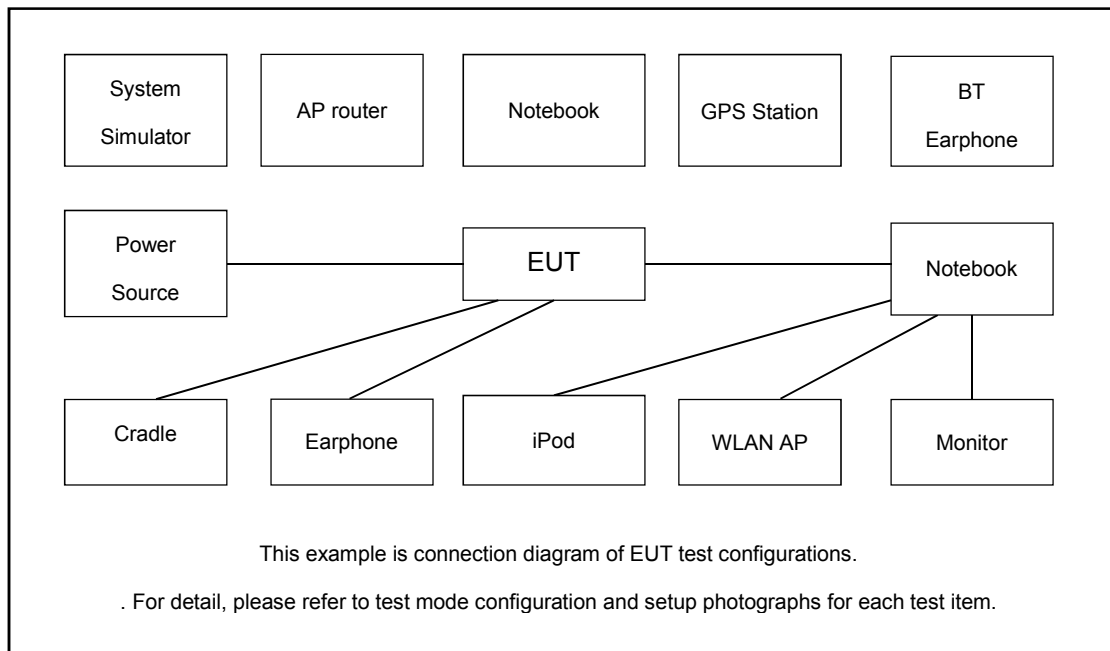 System
Simulator
AP router
Notebook
GPS Station
BT
Earphone
Power
Source
EUT
Notebook
Cradle
Earphone
iPod
WLAN AP
Monitor
This example is connection diagram of EUT test configurations.
. For detail, please refer to test mode configuration and setup photographs for each test item.